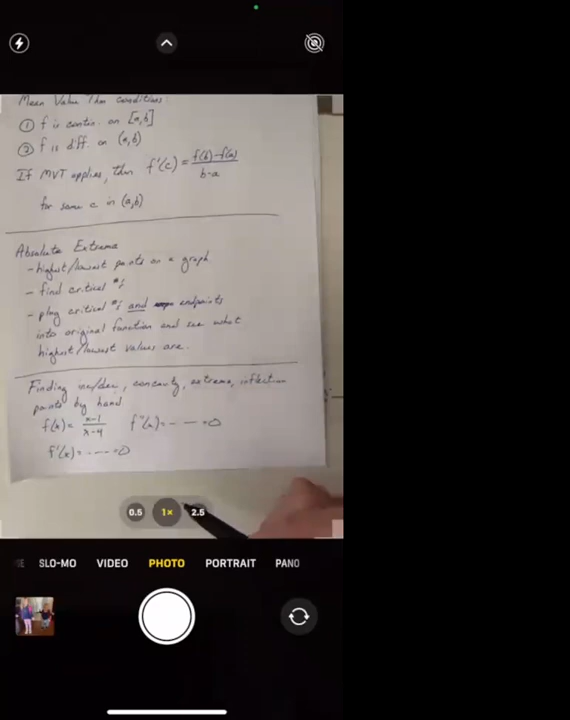 Mean Value Thm conditions:
① f is contin. on [a,b]
② f is diff. on (a,b)
If MVT applies, then f'(c) = f(b)-f(a)
b-a
for some c in (a,b)
Absolute Extrema
- highest/lowest points on a graph
- find critical #'s
- plug critical #'s and endpoints
into original function and see what
highest/lowest values are.
Finding inc/dec, concavity, extrema, inflection
points by hand
f(x) = x-1 f''(x) = - — =0
x-4
f'(x) = - --- =0
0.5 1× 2.5
SLO-MO VIDEO PHOTO PORTRAIT PANO